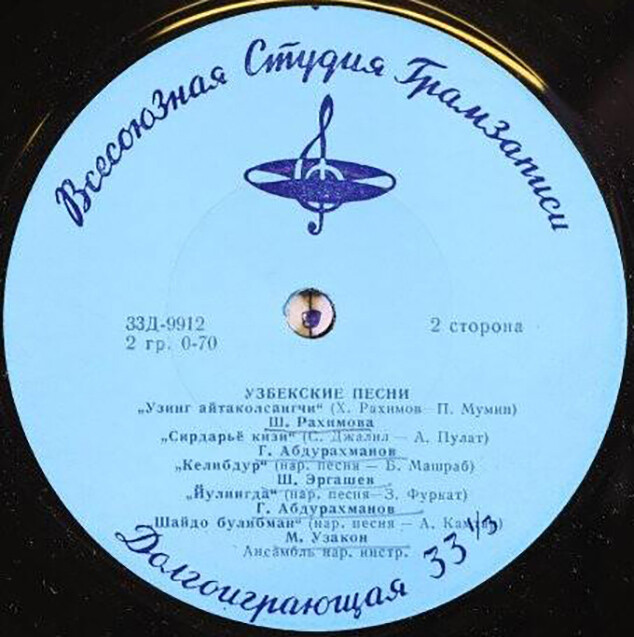 Всесоюзная Студия Грамзаписи
33Д-9912
2 гр. 0-70
2 сторона
УЗБЕКСКИЕ ПЕСНИ
„Узинг айтаколсангчи“ (Х. Рахимов П. Мумин)
Ш. Рахимова
„Сирдарьё кизи“ (С. Джалил — А. Пулат)
Г. Абдурахманов
„Келибдур“ (нар. песня — Б. Машраб)
Ш. Эргашев
„Йулингда“ (нар. песня—З. Фуркат)
Г. Абдурахманов
Шайдо булибман“ (нар. песня — А.
М. Узакон
Ансамбль нар. инстр.
Долгоиграющая 33 1/3